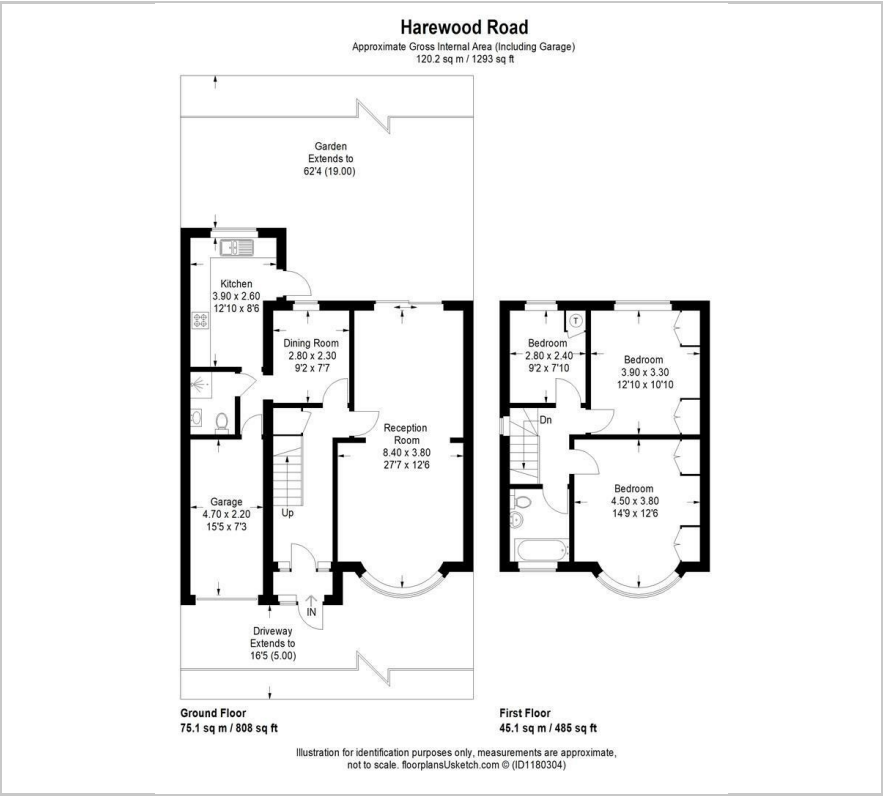 Harewood Road
Approximate Gross Internal Area (Including Garage)
120.2 sq m / 1293 sq ft
Garden
Extends to
62'4 (19.00)
Kitchen
3.90 x 2.60
12'10 x 8'6
Dining Room
2.80 x 2.30
9'2 x 7'7
Reception
Room
8.40 x 3.80
27'7 x 12'6
Garage
4.70 x 2.20
15'5 x 7'3
Up
IN
Driveway
Extends to
16'5 (5.00)
T
Bedroom
2.80 x 2.40
9'2 x 7'10
Bedroom
3.90 x 3.30
12'10 x 10'10
Dn
Bedroom
4.50 x 3.80
14'9 x 12'6
Ground Floor
75.1 sq m / 808 sq ft
First Floor
45.1 sq m / 485 sq ft
Illustration for identification purposes only, measurements are approximate,
not to scale. floorplansUsketch.com © (ID1180304)